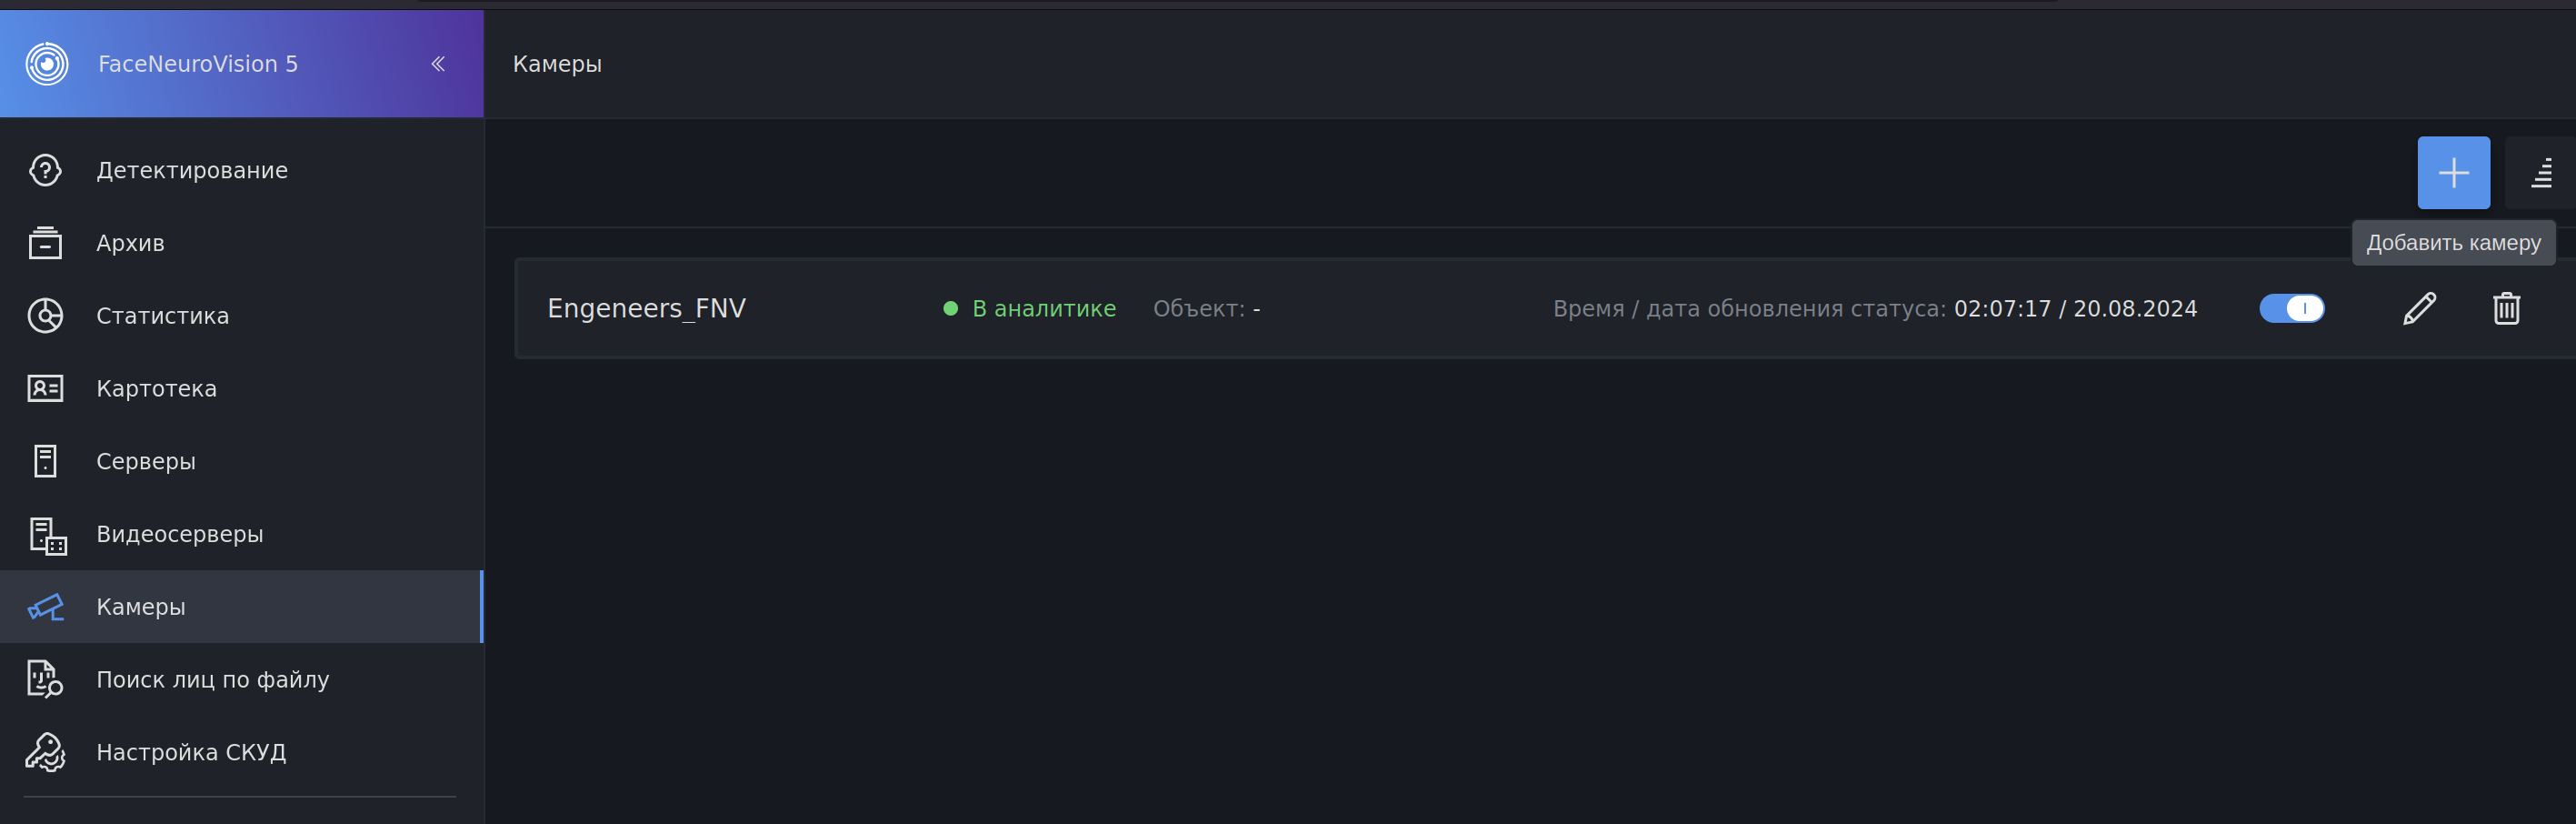 FaceNeuroVision 5
Камеры
Детектирование
Архив
Статистика
Картотека
Серверы
Видеосерверы
Камеры
Поиск лиц по файлу
Настройка СКУД
Добавить камеру
Engeneers_FNV
В аналитике
Объект: -
Время / дата обновления статуса: 02:07:17 / 20.08.2024